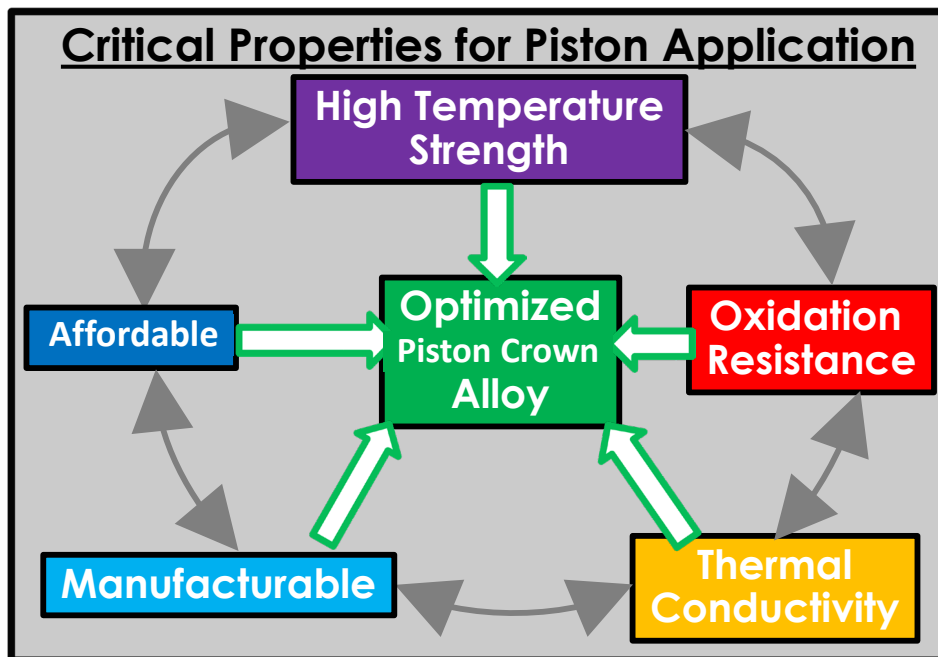 Critical Properties for Piston Application
High Temperature
Strength
Affordable
Optimized
Piston Crown
Alloy
Oxidation
Resistance
Manufacturable
Thermal
Conductivity